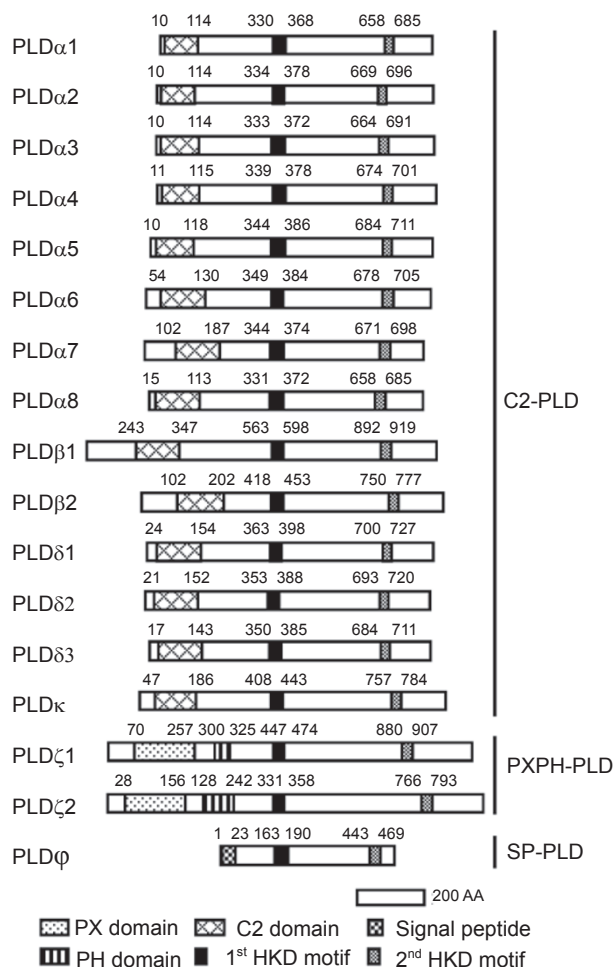 10 114 330 368 658 685
PLDα1
10 114 334 378 669 696
PLDα2
10 114 333 372 664 691
PLDα3
11 115 339 378 674 701
PLDα4
10 118 344 386 684 711
PLDα5
54 130 349 384 678 705
PLDα6
102 187 344 374 671 698
PLDα7
15 113 331 372 658 685
PLDα8
C2-PLD
243 347 563 598 892 919
PLDβ1
102 202 418 453 750 777
PLDβ2
24 154 363 398 700 727
PLDδ1
21 152 353 388 693 720
PLDδ2
17 143 350 385 684 711
PLDδ3
47 186 408 443 757 784
PLDκ
70 257 300 325 447 474 880 907
PLDζ1
PXPH-PLD
28 156 128 242 331 358 766 793
PLDζ2
1 23 163 190 443 469
PLDφ
SP-PLD
200 AA
PX domain C2 domain Signal peptide
PH domain 1st HKD motif 2nd HKD motif